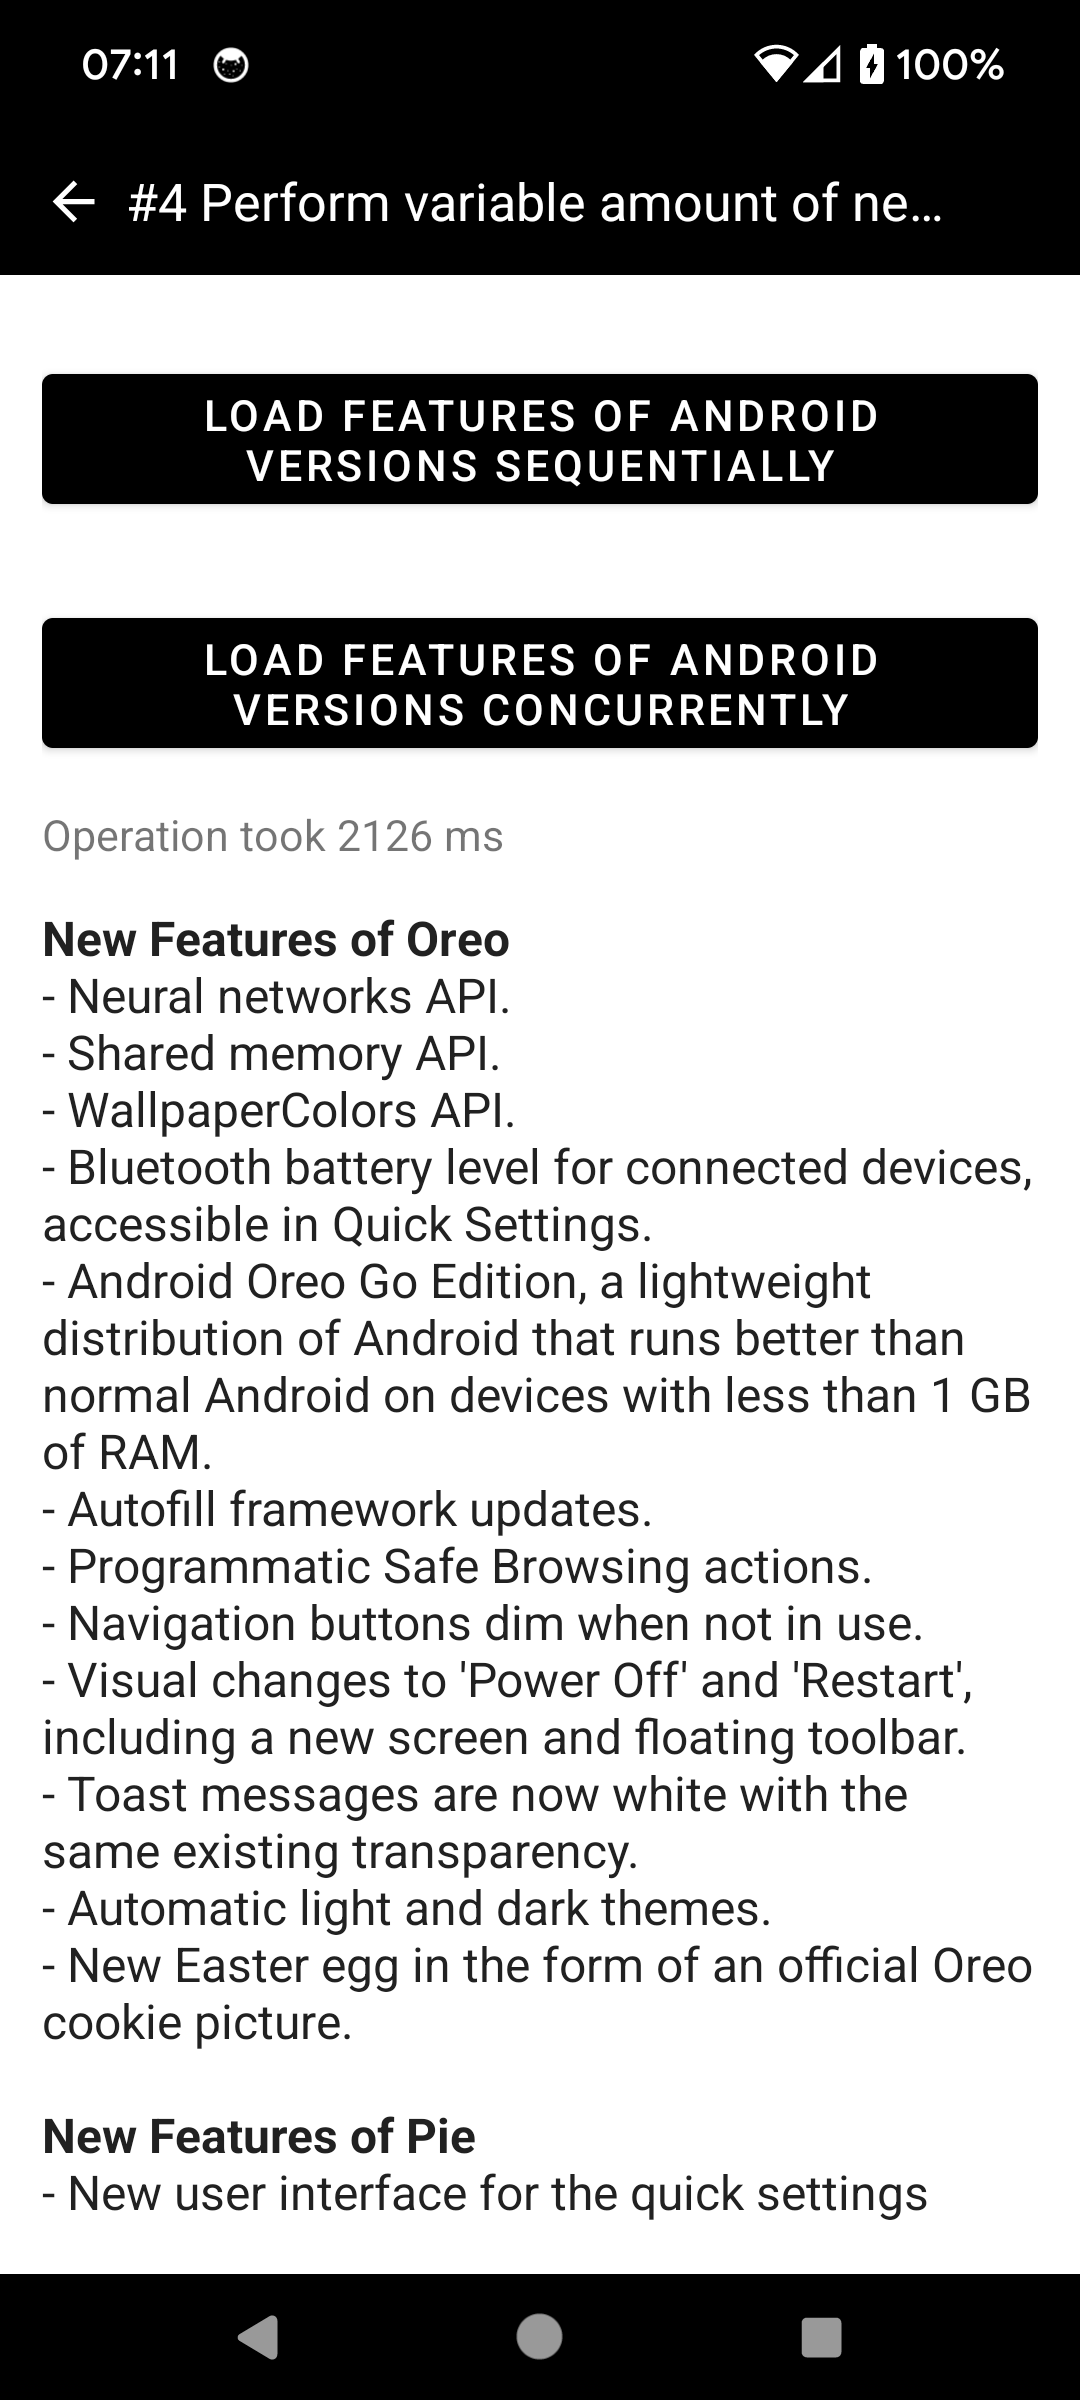 07:11
100%
#4 Perform variable amount of ne...
LOAD FEATURES OF ANDROID
VERSIONS SEQUENTIALLY
LOAD FEATURES OF ANDROID
VERSIONS CONCURRENTLY
Operation took 2126 ms
New Features of Oreo
- Neural networks API.
- Shared memory API.
- WallpaperColors API.
- Bluetooth battery level for connected devices,
accessible in Quick Settings.
- Android Oreo Go Edition, a lightweight
distribution of Android that runs better than
normal Android on devices with less than 1 GB
of RAM.
- Autofill framework updates.
- Programmatic Safe Browsing actions.
- Navigation buttons dim when not in use.
- Visual changes to 'Power Off' and 'Restart',
including a new screen and floating toolbar.
- Toast messages are now white with the
same existing transparency.
- Automatic light and dark themes.
- New Easter egg in the form of an official Oreo
cookie picture.
New Features of Pie
- New user interface for the quick settings